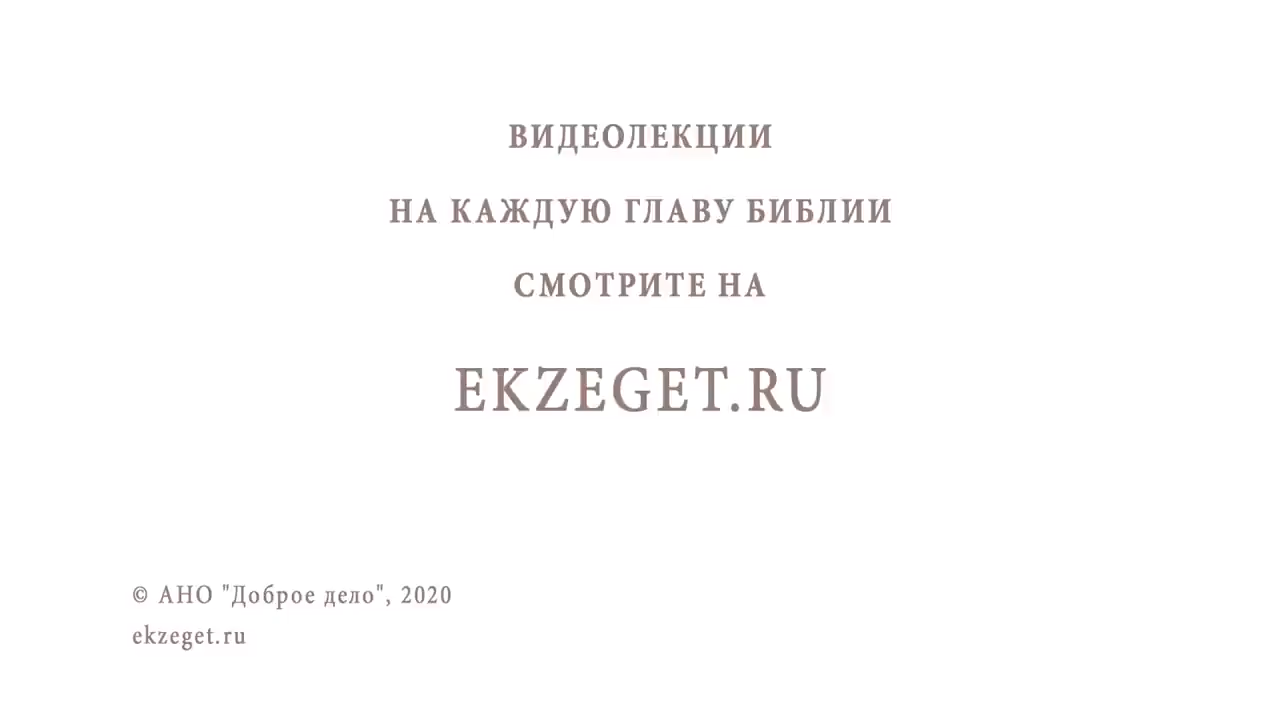 ВИДЕОЛЕКЦИИ
НА КАЖДУЮ ГЛАВУ БИБЛИИ
СМОТРИТЕ НА
EKZEGET.RU
© АНО "Доброе дело", 2020
ekzeget.ru